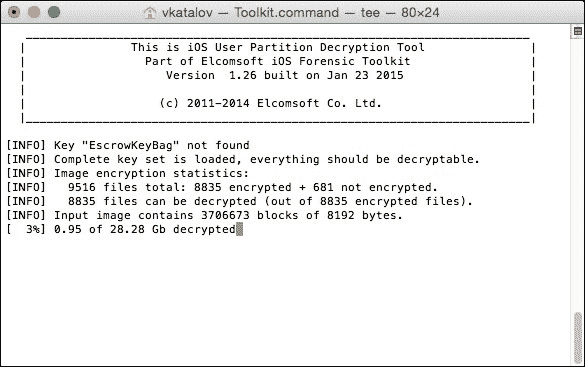 vkatalov — Toolkit.command — tee — 80×24
This is iOS User Partition Decryption Tool
Part of Elcomsoft iOS Forensic Toolkit
Version 1.26 built on Jan 23 2015
(c) 2011-2014 Elcomsoft Co. Ltd.
[INFO] Key "EscrowKeyBag" not found
[INFO] Complete key set is loaded, everything should be decryptable.
[INFO] Image encryption statistics:
[INFO] 9516 files total: 8835 encrypted + 681 not encrypted.
[INFO] 8835 files can be decrypted (out of 8835 encrypted files).
[INFO] Input image contains 3706673 blocks of 8192 bytes.
[ 3%] 0.95 of 28.28 Gb decrypted